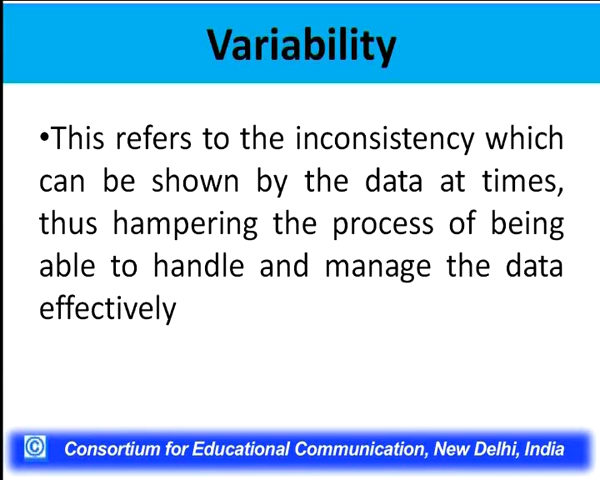 Variability
•This refers to the inconsistency which
can be shown by the data at times,
thus hampering the process of being
able to handle and manage the data
effectively
© Consortium for Educational Communication, New Delhi, India